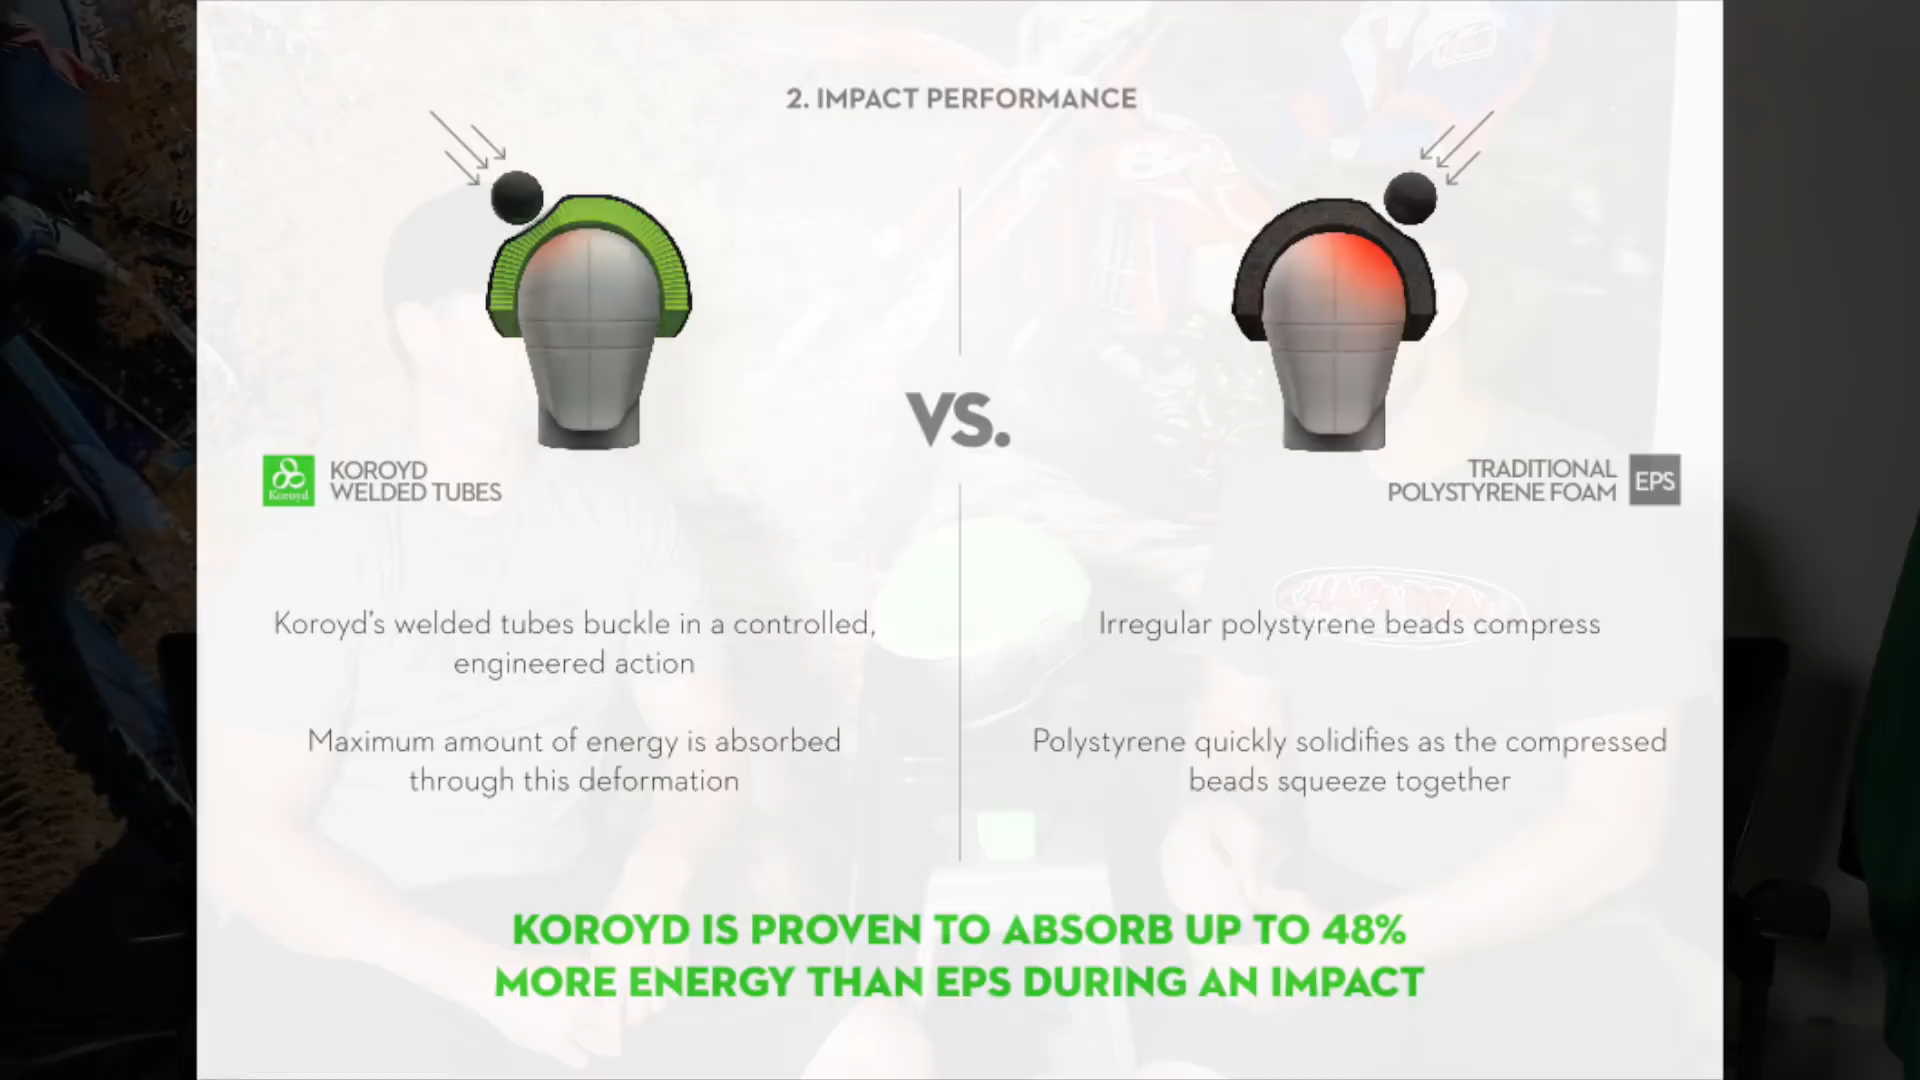 2. IMPACT PERFORMANCE
VS.
Koroyd
KOROYD
WELDED TUBES
TRADITIONAL
POLYSTYRENE FOAM
EPS
Koroyd's welded tubes buckle in a controlled,
engineered action
Maximum amount of energy is absorbed
through this deformation
Irregular polystyrene beads compress
Polystyrene quickly solidifies as the compressed
beads squeeze together
KOROYD IS PROVEN TO ABSORB UP TO 48%
MORE ENERGY THAN EPS DURING AN IMPACT